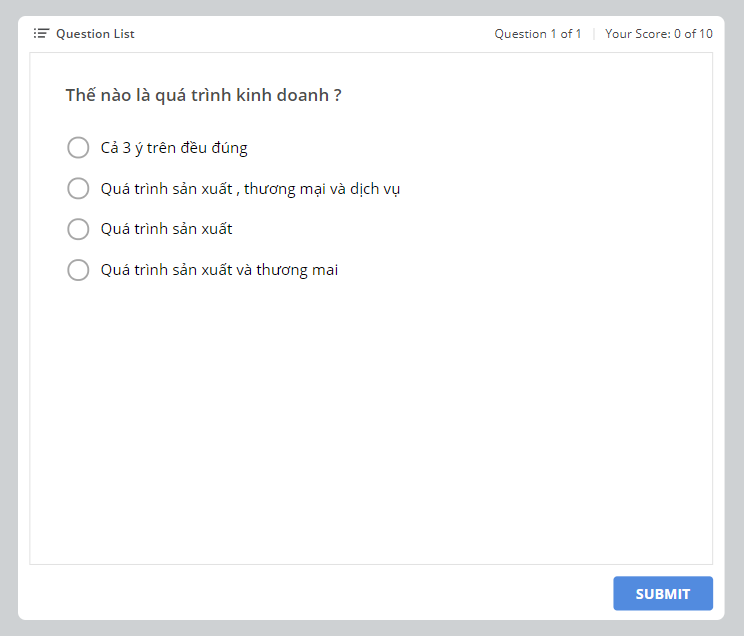 Question List
Question 1 of 1 | Your Score: 0 of 10
Thế nào là quá trình kinh doanh ?
Cả 3 ý trên đều đúng
Quá trình sản xuất , thương mại và dịch vụ
Quá trình sản xuất
Quá trình sản xuất và thương mai
SUBMIT